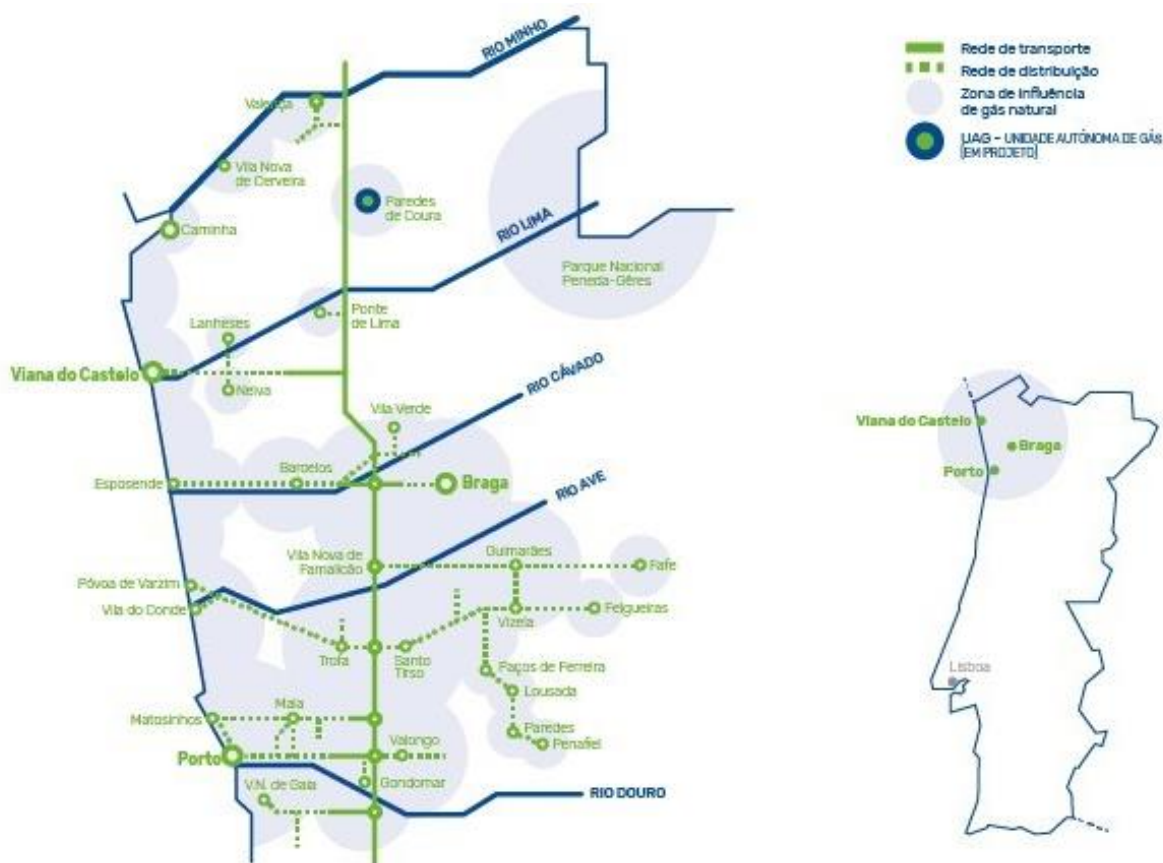 RIO MINHO
Rede de transporte
Rede de distribuição
Zona de influência
de gás natural
UAG - UNIDADE AUTÓNOMA DE GÁS
(EM PROJETO)
Valença
Vila Nova
de Cerveira
Paredes
de Coura
Caminha
RIO LIMA
Parque Nacional
Peneda-Gêres
Ponte
de Lima
Lanheses
Viana do Castelo
Neiva
RIO CÁVADO
Vila Verde
Barcelos
Esposende
Braga
RIO AVE
Vila Nova de
Famalicão
Guimarães
Fafe
Póvoa de Varzim
Vila do Conde
Felgueiras
Vizela
Trofa
Santo
Tirso
Paços de Ferreira
Lousada
Maia
Matosinhos
Paredes
Penafiel
Porto
Valongo
V.N. de Gaia
Gondomar
RIO DOURO
Viana do Castelo
Braga
Porto
Lisboa